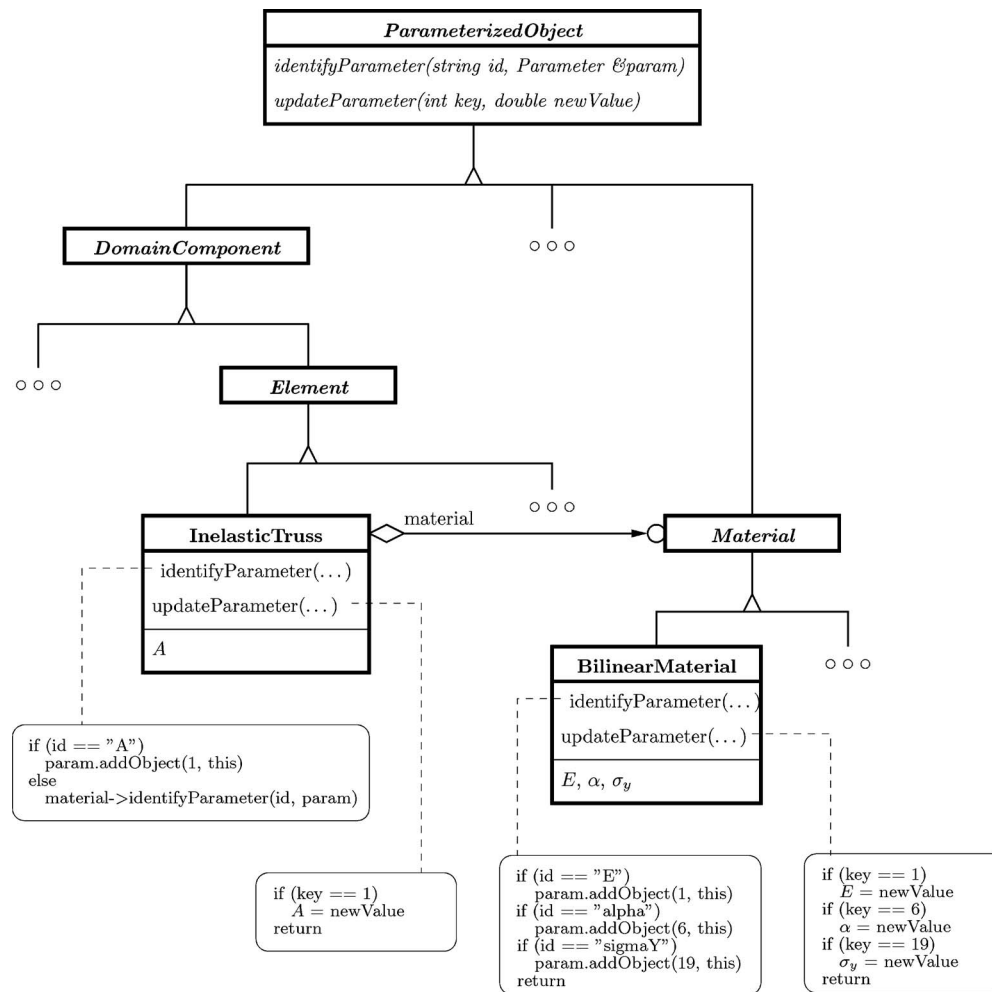 ParameterizedObject
identifyParameter(string id, Parameter &param)
updateParameter(int key, double newValue)
DomainComponent
Element
InelasticTruss
identifyParameter(...)
updateParameter(...)
A
material
Material
BilinearMaterial
identifyParameter(...)
updateParameter(...)
E, α, σy
if (id == "A")
param.addObject(1, this)
else
material->identifyParameter(id, param)
if (key == 1)
A = newValue
return
if (id == "E")
param.addObject(1, this)
if (id == "alpha")
param.addObject(6, this)
if (id == "sigmaY")
param.addObject(19, this)
return
if (key == 1)
E = newValue
if (key == 6)
α = newValue
if (key == 19)
σy = newValue
return